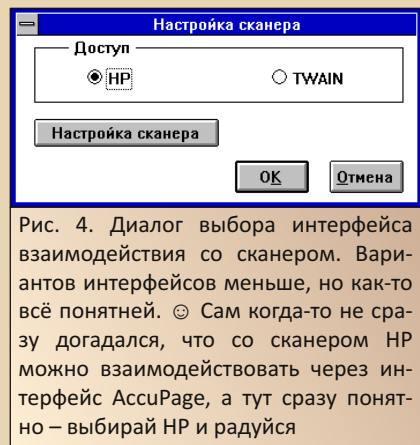 Настройка сканера
Доступ
HP
TWAIN
Настройка сканера
OK
Отмена
Рис. 4. Диалог выбора интерфейса
взаимодействия со сканером. Вари-
антов интерфейсов меньше, но как-то
всё понятней. ☺ Сам когда-то не сра-
зу догадался, что со сканером HP
можно взаимодействовать через ин-
терфейс AccuPage, а тут сразу понят-
но – выбирай HP и радуйся